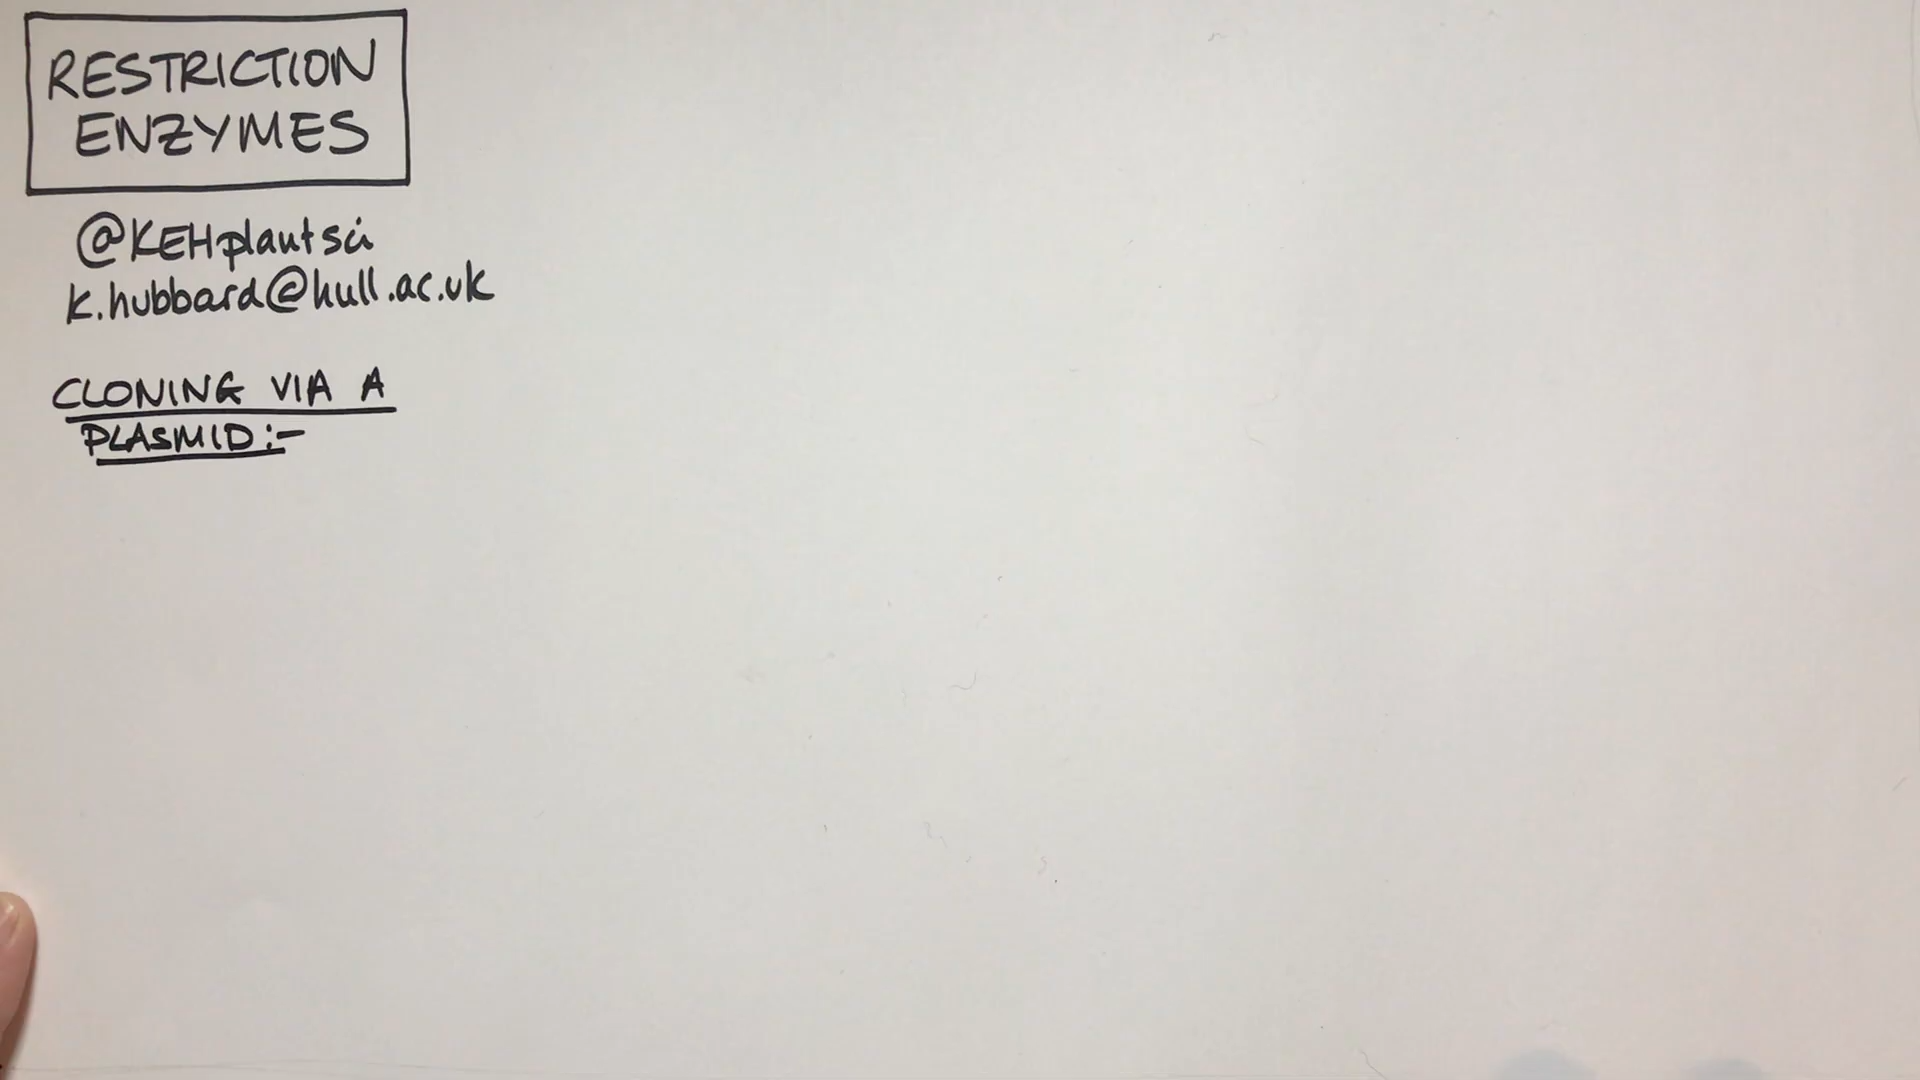 RESTRICTION
ENZYMES
@KEHplantsci
k.hubbard@hull.ac.uk
CLONING VIA A
PLASMID:-